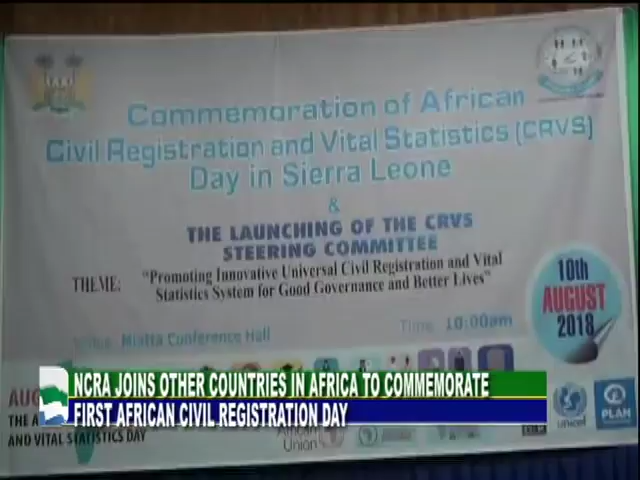 Commemoration of African
Civil Registration and Vital Statistics (CRVS)
Day in Sierra Leone
&
THE LAUNCHING OF THE CRVS
STEERING COMMITTEE
THEME: "Promoting Innovative Universal Civil Registration and Vital
Statistics System for Good Governance and Better Lives"
10th
AUGUST
2018
Venue: Miatta Conference Hall
Time: 10:00am
NCRA JOINS OTHER COUNTRIES IN AFRICA TO COMMEMORATE
FIRST AFRICAN CIVIL REGISTRATION DAY
AUG
THE A
AND VITAL STATISTICS DAY
African
Union
unicef
PLAN